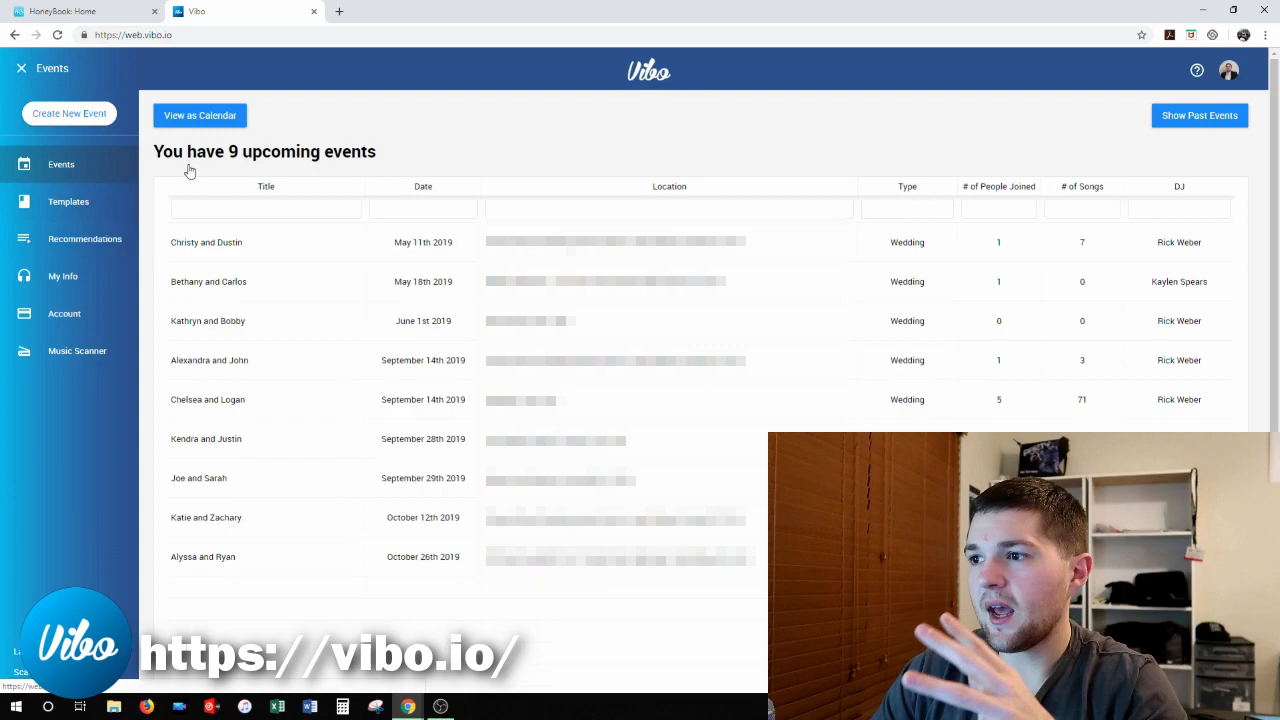 HoneyBook: Home
Vibo
https://web.vibo.io
Events
Vibo
Create New Event
View as Calendar
Show Past Events
You have 9 upcoming events
Events
Templates
Recommendations
My Info
Account
Music Scanner
Title Date Location Type # of People Joined # of Songs DJ
Christy and Dustin May 11th 2019 Wedding 1 7 Rick Weber
Bethany and Carlos May 18th 2019 Wedding 1 0 Kaylen Spears
Kathryn and Bobby June 1st 2019 Wedding 0 0 Rick Weber
Alexandra and John September 14th 2019 Wedding 1 3 Rick Weber
Chelsea and Logan September 14th 2019 Wedding 5 71 Rick Weber
Kendra and Justin September 28th 2019
Joe and Sarah September 29th 2019
Katie and Zachary October 12th 2019
Alyssa and Ryan October 26th 2019
Vibo
https://vibo.io/